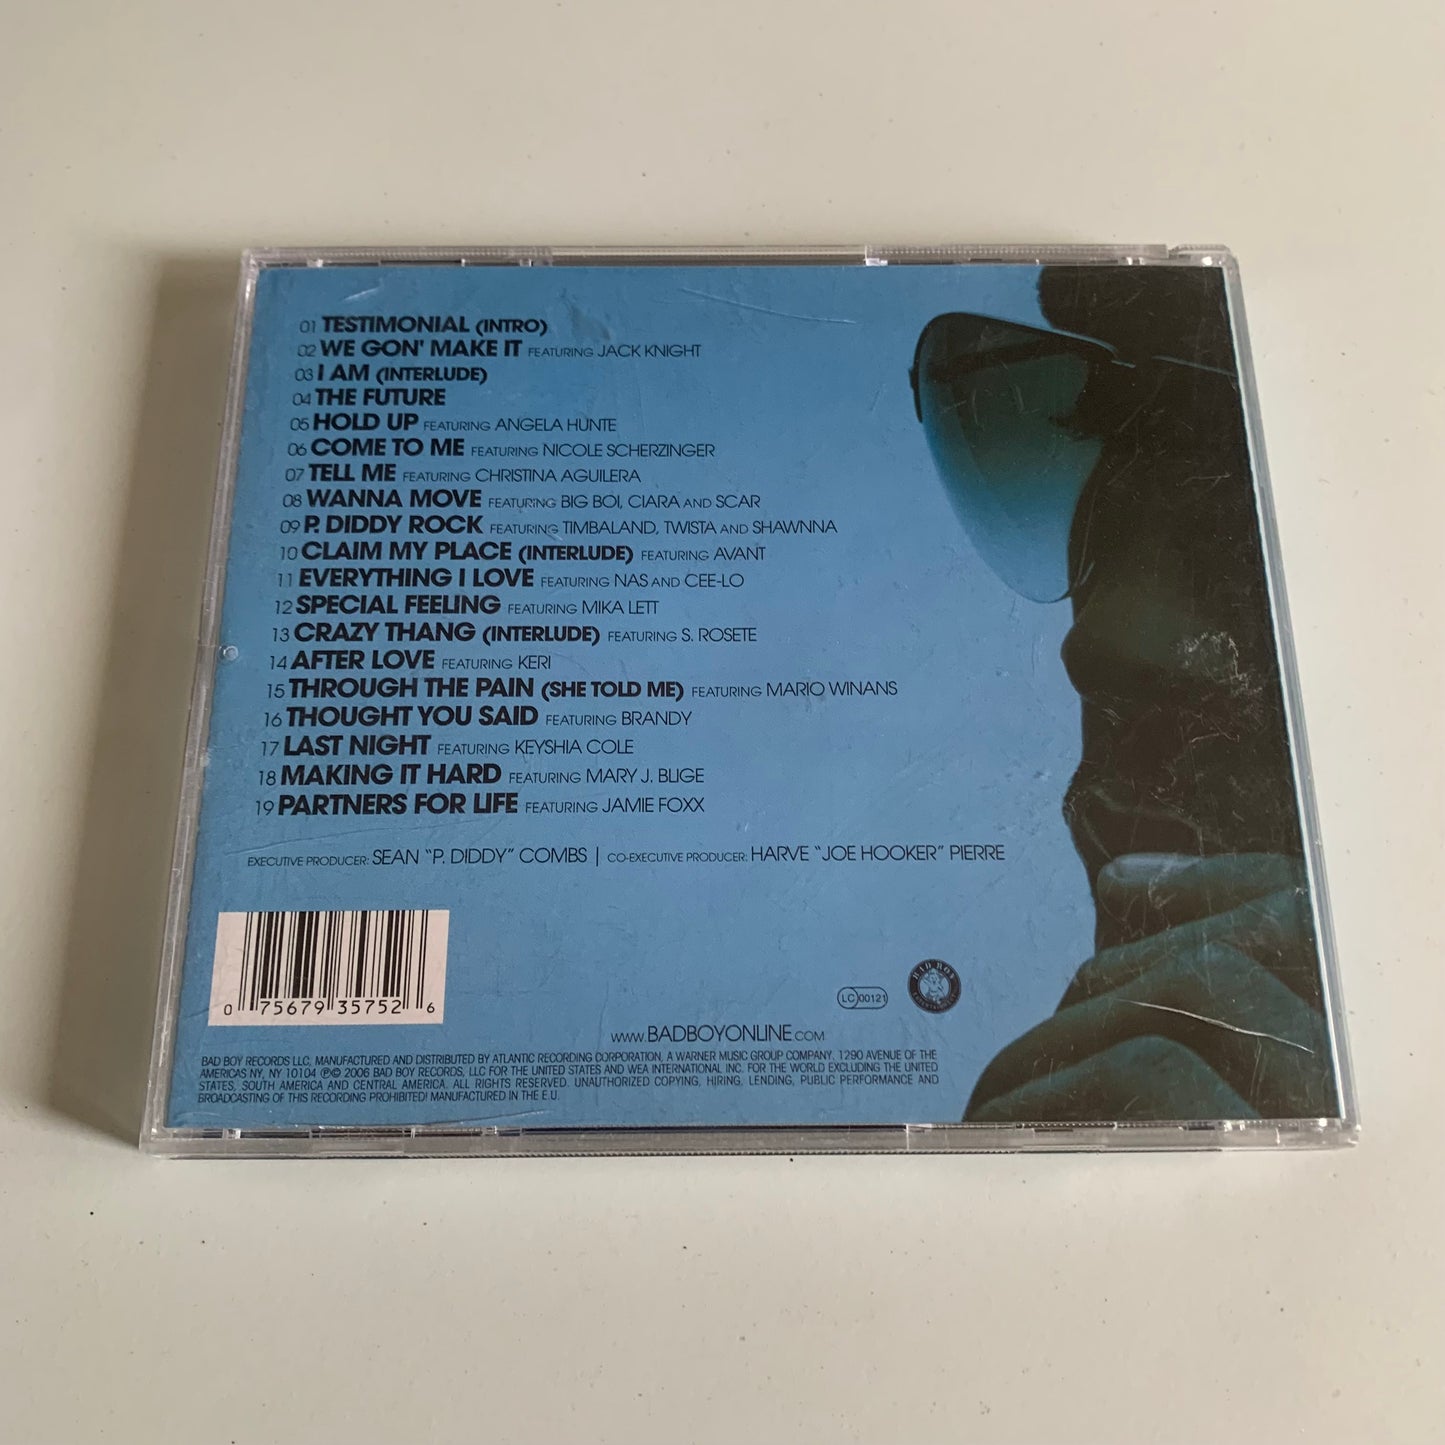 01 TESTIMONIAL (INTRO)
02 WE GON' MAKE IT FEATURING JACK KNIGHT
03 I AM (INTERLUDE)
04 THE FUTURE
05 HOLD UP FEATURING ANGELA HUNTE
06 COME TO ME FEATURING NICOLE SCHERZINGER
07 TELL ME FEATURING CHRISTINA AGUILERA
08 WANNA MOVE FEATURING BIG BOI, CIARA AND SCAR
09 P. DIDDY ROCK FEATURING TIMBALAND, TWISTA AND SHAWNNA
10 CLAIM MY PLACE (INTERLUDE) FEATURING AVANT
11 EVERYTHING I LOVE FEATURING NAS AND CEE-LO
12 SPECIAL FEELING FEATURING MIKA LETT
13 CRAZY THANG (INTERLUDE) FEATURING S. ROSETE
14 AFTER LOVE FEATURING KERI
15 THROUGH THE PAIN (SHE TOLD ME) FEATURING MARIO WINANS
16 THOUGHT YOU SAID FEATURING BRANDY
17 LAST NIGHT FEATURING KEYSHIA COLE
18 MAKING IT HARD FEATURING MARY J. BLIGE
19 PARTNERS FOR LIFE FEATURING JAMIE FOXX
EXECUTIVE PRODUCER: SEAN "P. DIDDY" COMBS | CO-EXECUTIVE PRODUCER: HARVE "JOE HOOKER" PIERRE
0 75679 35752 6
LC 00121
BAD BOY
WWW.BADBOYONLINE.COM
BAD BOY RECORDS LLC, MANUFACTURED AND DISTRIBUTED BY ATLANTIC RECORDING CORPORATION, A WARNER MUSIC GROUP COMPANY, 1290 AVENUE OF THE
AMERICAS NY, NY 10104 ℗© 2006 BAD BOY RECORDS, LLC FOR THE UNITED STATES AND WEA INTERNATIONAL INC. FOR THE WORLD EXCLUDING THE UNITED
STATES, SOUTH AMERICA AND CENTRAL AMERICA. ALL RIGHTS RESERVED. UNAUTHORIZED COPYING, HIRING, LENDING, PUBLIC PERFORMANCE AND
BROADCASTING OF THIS RECORDING PROHIBITED! MANUFACTURED IN THE E.U.